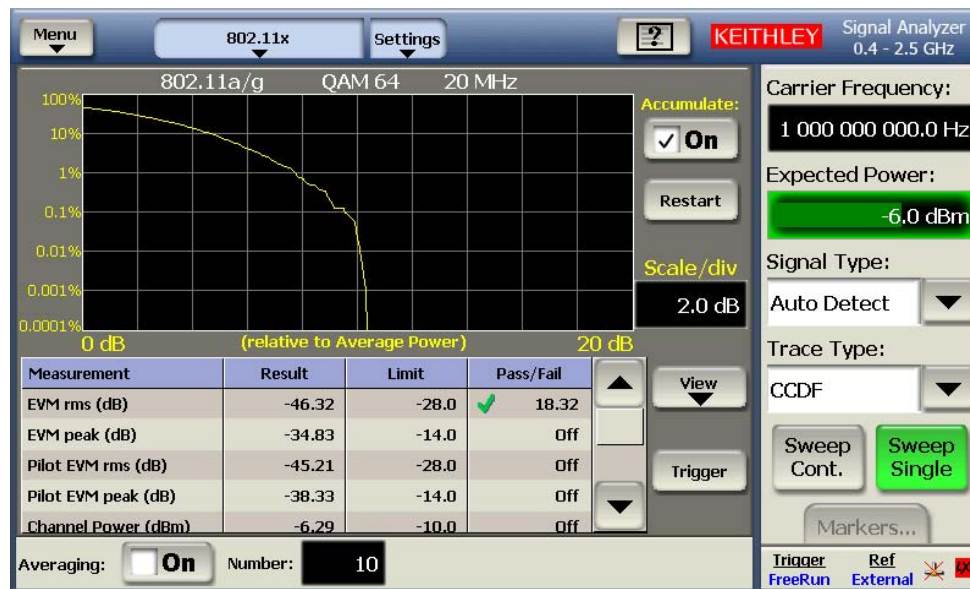 Menu
802.11x
Settings
?
KEITHLEY
Signal Analyzer
0.4 - 2.5 GHz
802.11a/g QAM 64 20 MHz
100%
10%
1%
0.1%
0.01%
0.001%
0.0001%
0 dB (relative to Average Power) 20 dB
Accumulate:
On
Restart
Scale/div
2.0 dB
Measurement Result Limit Pass/Fail
EVM rms (dB) -46.32 -28.0 18.32
EVM peak (dB) -34.83 -14.0 Off
Pilot EVM rms (dB) -45.21 -28.0 Off
Pilot EVM peak (dB) -38.33 -14.0 Off
Channel Power (dBm) -6.29 -10.0 Off
View
Trigger
Averaging: On Number: 10
Carrier Frequency:
1 000 000 000.0 Hz
Expected Power:
-6.0 dBm
Signal Type:
Auto Detect
Trace Type:
CCDF
Sweep
Cont.
Sweep
Single
Markers...
Trigger
FreeRun
Ref
External